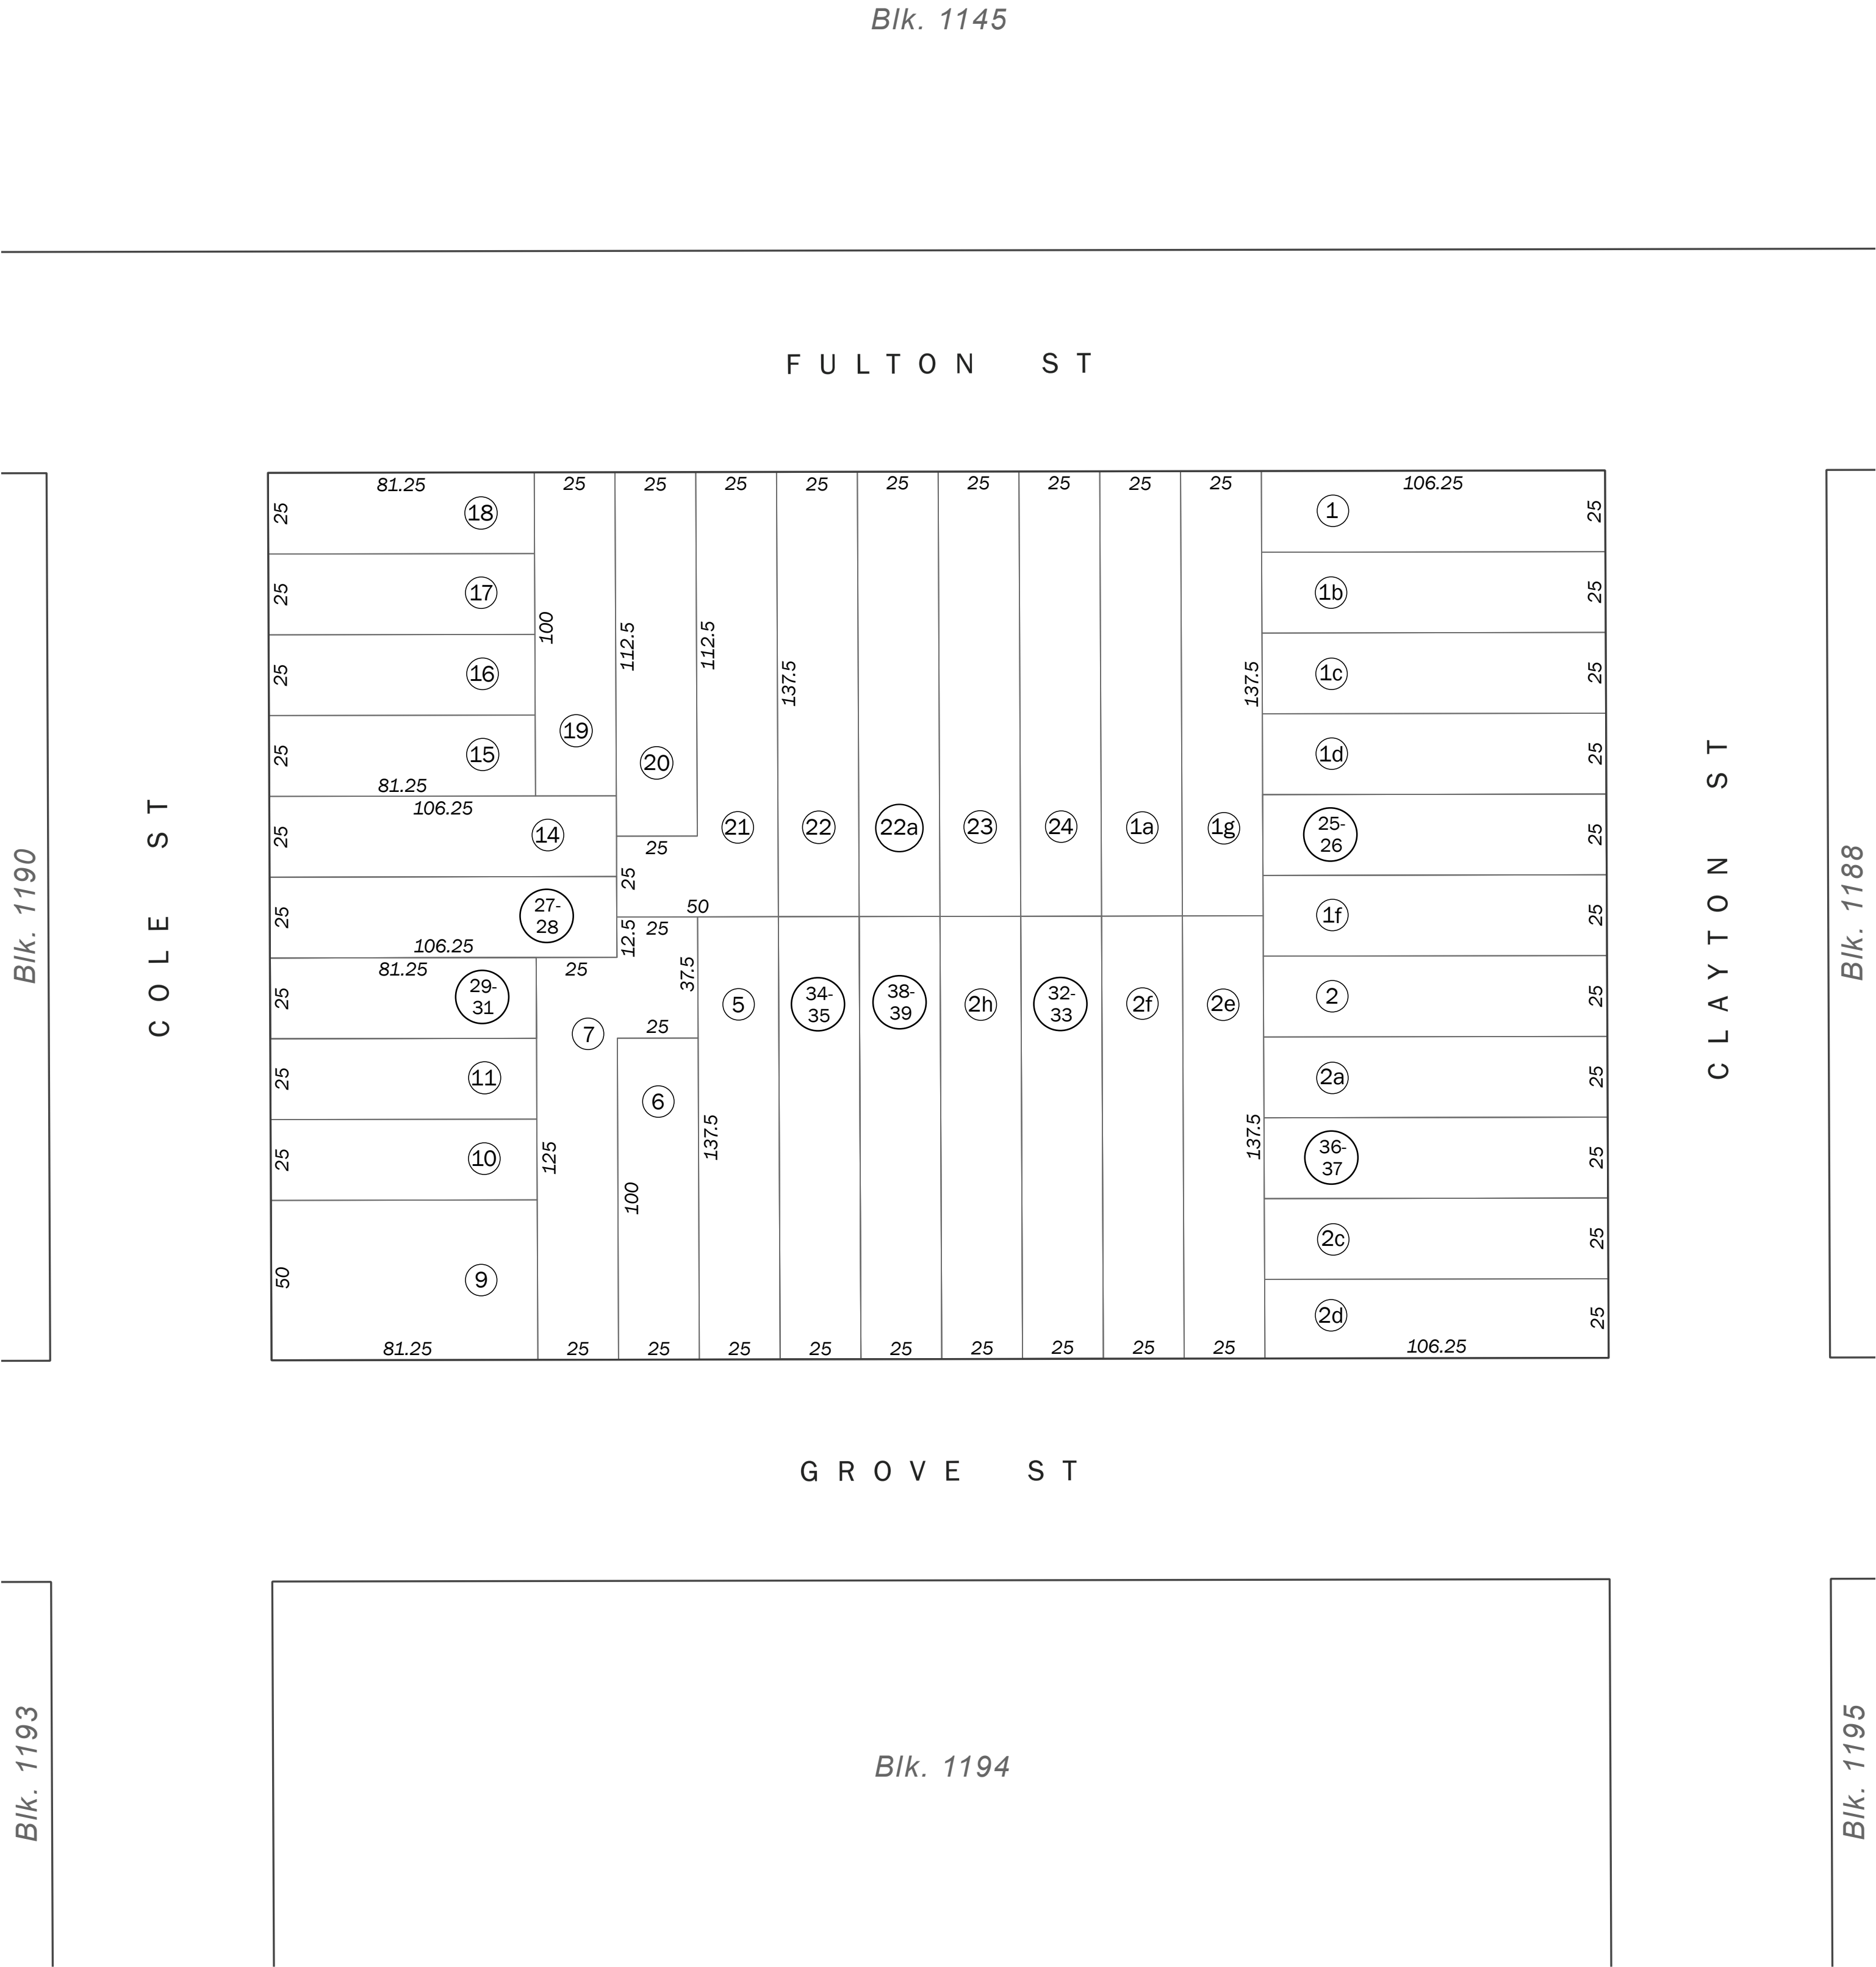 Blk. 1145
FULTON ST
81.25 25 25 25 25 25 25 25 25 25 106.25
25 18 1 25
25 17 1b 25
100 112.5 112.5 137.5 137.5
25 16 1c 25
19
25 15 20 1d 25
81.25
106.25
25 14 21 22 22a 23 24 1a 1g 25-
26 25
25
25
50
25 27-
28 1f 25
12.5 25
106.25
81.25 25 37.5
25 29-
31 5 34-
35 38-
39 2h 32-
33 2f 2e 2 25
7 25
25 11 6 2a 25
125 100 137.5 137.5
25 10 36-
37 25
2c 25
50 9
2d 25
81.25 25 25 25 25 25 25 25 25 25 106.25
COLE ST
CLAYTON ST
Blk. 1190
Blk. 1188
GROVE ST
Blk. 1193
Blk. 1194
Blk. 1195